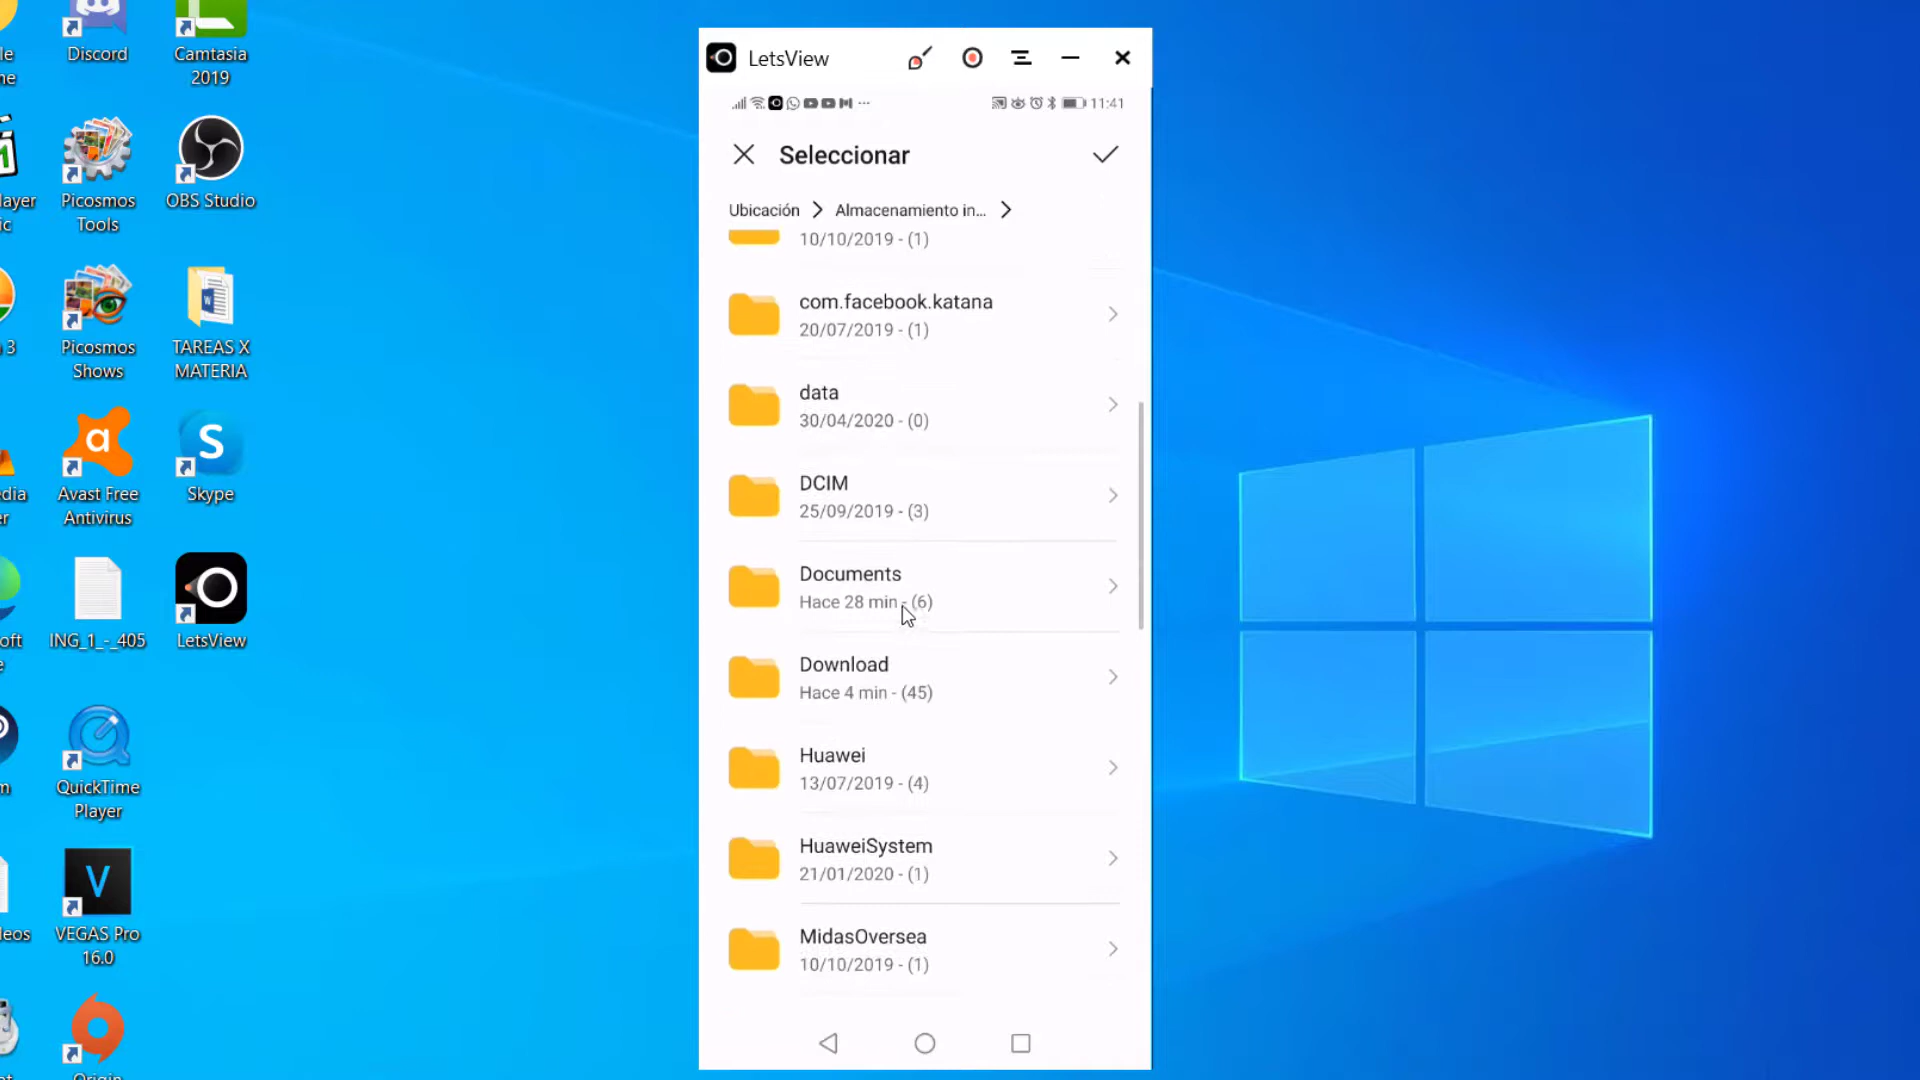 Discord
Camtasia
2019
Picosmos
Tools
OBS Studio
Picosmos
Shows
TAREAS X
MATERIA
Avast Free
Antivirus
Skype
ING_1_-_405
LetsView
QuickTime
Player
VEGAS Pro
16.0
Origin
LetsView
11:41
Seleccionar
Ubicación
Almacenamiento in...
10/10/2019 - (1)
com.facebook.katana
20/07/2019 - (1)
data
30/04/2020 - (0)
DCIM
25/09/2019 - (3)
Documents
Hace 28 min - (6)
Download
Hace 4 min - (45)
Huawei
13/07/2019 - (4)
HuaweiSystem
21/01/2020 - (1)
MidasOversea
10/10/2019 - (1)